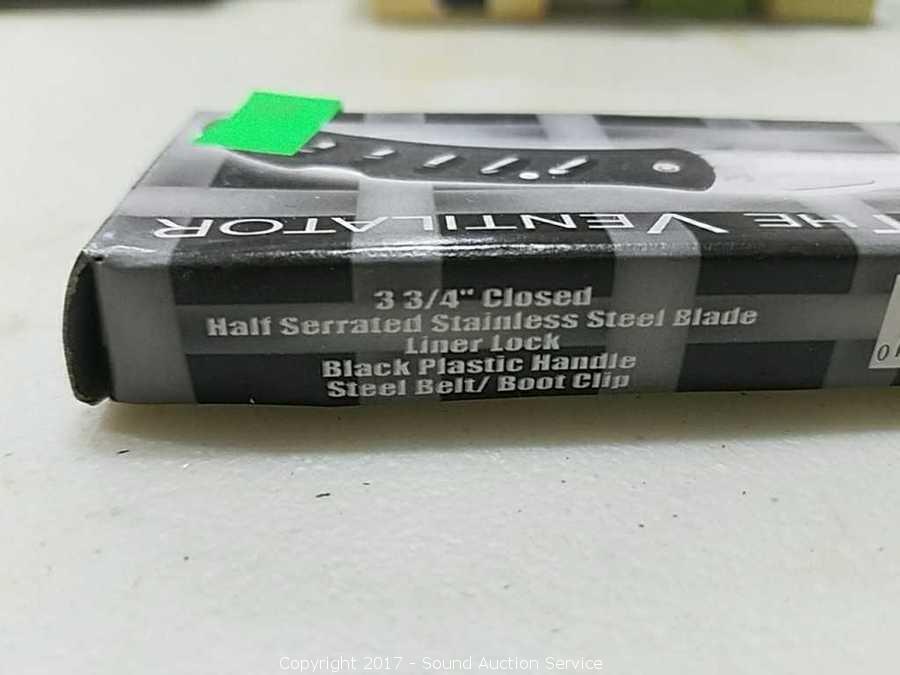 THE VENTILATOR
3 3/4" Closed
Half Serrated Stainless Steel Blade
Liner Lock
Black Plastic Handle
Steel Belt/ Boot Clip
0
Copyright 2017 - Sound Auction Service